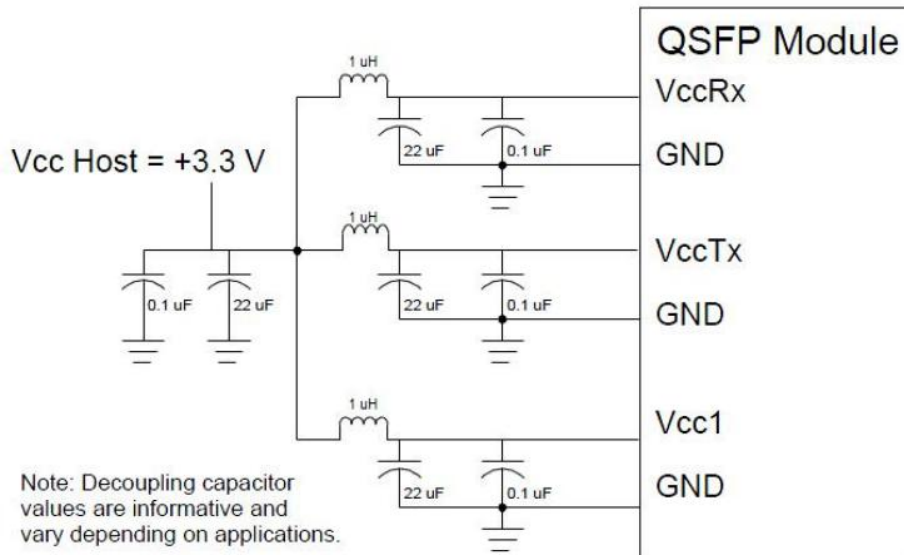 QSFP Module
1 uH
VccRx
22 uF
0.1 uF
GND
Vcc Host = +3.3 V
1 uH
VccTx
0.1 uF
22 uF
22 uF
0.1 uF
GND
1 uH
Vcc1
22 uF
0.1 uF
GND
Note: Decoupling capacitor
values are informative and
vary depending on applications.